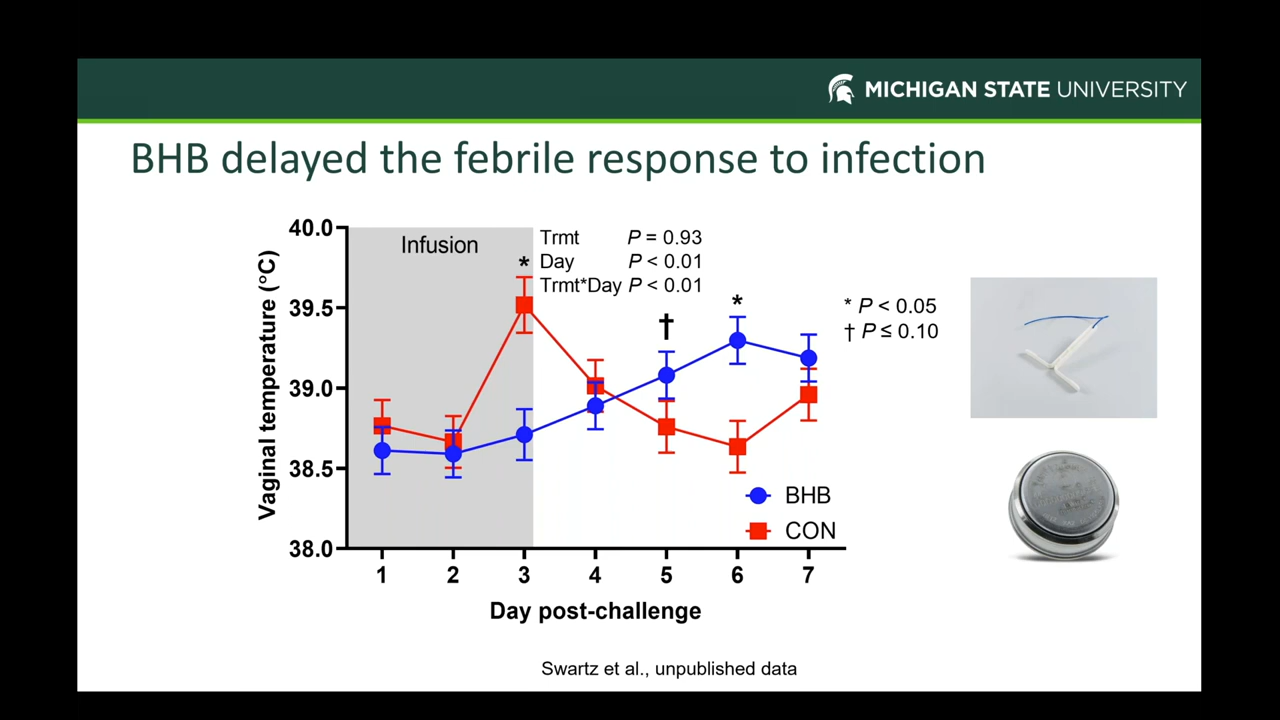 MICHIGAN STATE UNIVERSITY
BHB delayed the febrile response to infection
40.0
39.5
39.0
38.5
38.0
Vaginal temperature (°C)
Infusion
*
Trmt P = 0.93
Day P < 0.01
Trmt*Day P < 0.01
†
*
* P < 0.05
† P ≤ 0.10
BHB
CON
1 2 3 4 5 6 7
Day post-challenge
Swartz et al., unpublished data